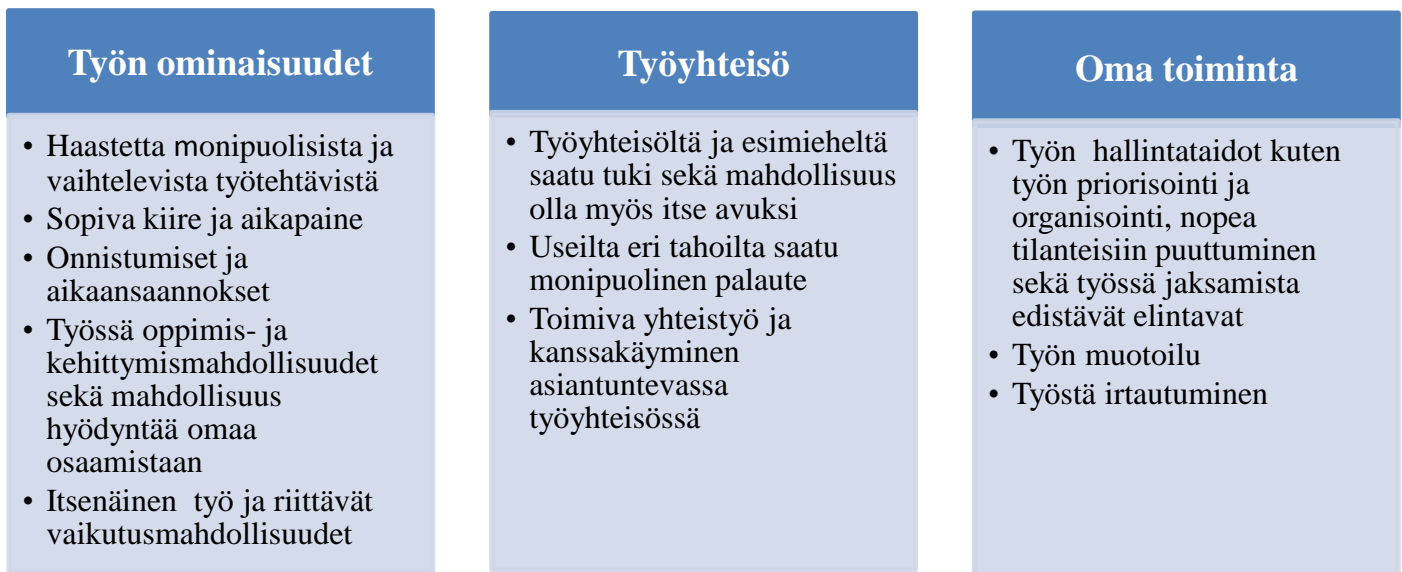 Työn ominaisuudet
• Haastetta monipuolisista ja
vaihtelevista työtehtävistä
• Sopiva kiire ja aikapaine
• Onnistumiset ja
aikaansaannokset
• Työssä oppimis- ja
kehittymismahdollisuudet
sekä mahdollisuus
hyödyntää omaa
osaamistaan
• Itsenäinen työ ja riittävät
vaikutusmahdollisuudet
Työyhteisö
• Työyhteisöltä ja esimieheltä
saatu tuki sekä mahdollisuus
olla myös itse avuksi
• Useilta eri tahoilta saatu
monipuolinen palaute
• Toimiva yhteistyö ja
kanssakäyminen
asiantuntevassa
työyhteisössä
Oma toiminta
• Työn hallintataidot kuten
työn priorisointi ja
organisointi, nopea
tilanteisiin puuttuminen
sekä työssä jaksamista
edistävät elintavat
• Työn muotoilu
• Työstä irtautuminen